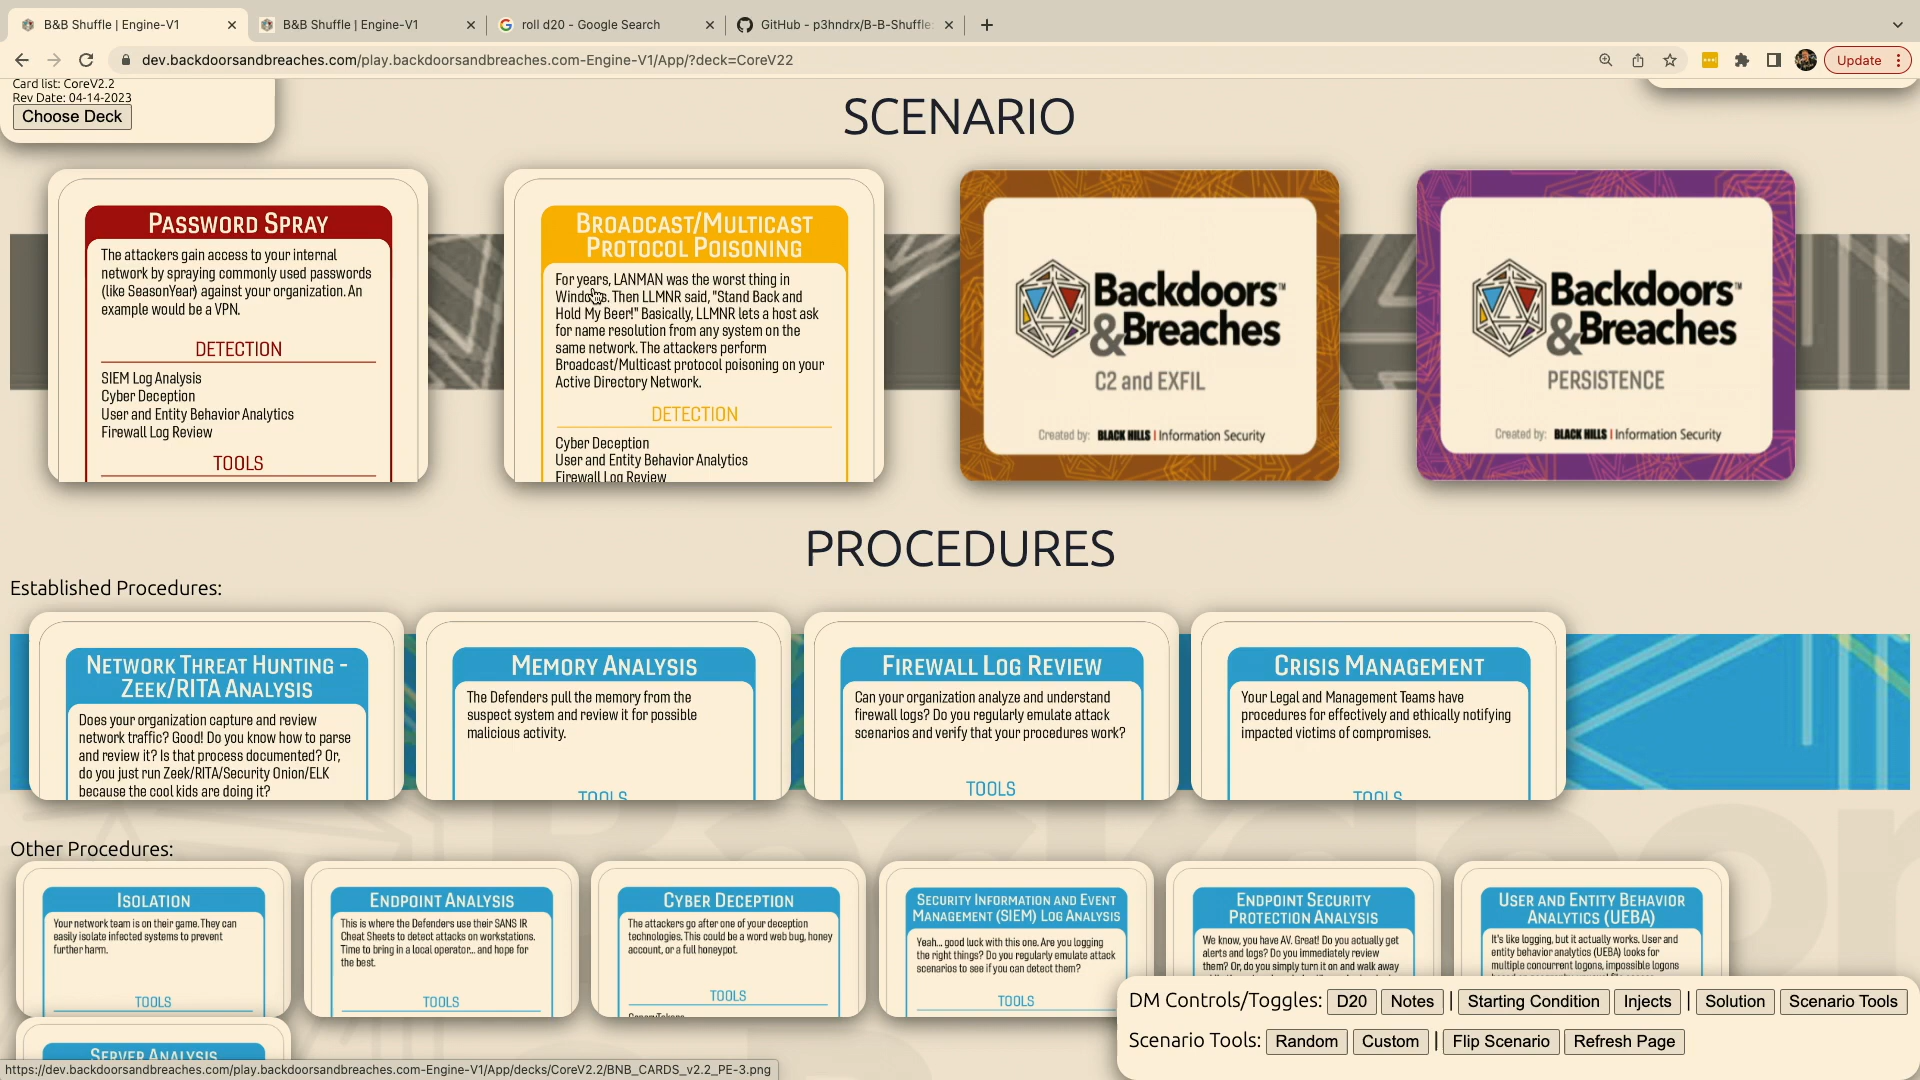 B&B Shuffle | Engine-V1
B&B Shuffle | Engine-V1
roll d20 - Google Search
GitHub - p3hndrx/B-B-Shuffle:
dev.backdoorsandbreaches.com/play.backdoorsandbreaches.com-Engine-V1/App/?deck=CoreV22
Update
Card list: CoreV2.2
Rev Date: 04-14-2023
Choose Deck
SCENARIO
PASSWORD SPRAY
The attackers gain access to your internal
network by spraying commonly used passwords
(like SeasonYear) against your organization. An
example would be a VPN.
DETECTION
SIEM Log Analysis
Cyber Deception
User and Entity Behavior Analytics
Firewall Log Review
TOOLS
BROADCAST/MULTICAST
PROTOCOL POISONING
For years, LANMAN was the worst thing in
Windows. Then LLMNR said, "Stand Back and
Hold My Beer!" Basically, LLMNR lets a host ask
for name resolution from any system on the
same network. The attackers perform
Broadcast/Multicast protocol poisoning on your
Active Directory Network.
DETECTION
Cyber Deception
User and Entity Behavior Analytics
Firewall Log Review
Backdoors™
&Breaches
C2 and EXFIL
Created by: BLACK HILLS | Information Security
Backdoors™
&Breaches
PERSISTENCE
Created by: BLACK HILLS | Information Security
PROCEDURES
Established Procedures:
NETWORK THREAT HUNTING -
ZEEK/RITA ANALYSIS
Does your organization capture and review
network traffic? Good! Do you know how to parse
and review it? Is that process documented? Or,
do you just run Zeek/RITA/Security Onion/ELK
because the cool kids are doing it?
MEMORY ANALYSIS
The Defenders pull the memory from the
suspect system and review it for possible
malicious activity.
TOOLS
FIREWALL LOG REVIEW
Can your organization analyze and understand
firewall logs? Do you regularly emulate attack
scenarios and verify that your procedures work?
TOOLS
CRISIS MANAGEMENT
Your Legal and Management Teams have
procedures for effectively and ethically notifying
impacted victims of compromises.
TOOLS
Other Procedures:
ISOLATION
Your network team is on their game. They can
easily isolate infected systems to prevent
further harm.
TOOLS
ENDPOINT ANALYSIS
This is where the Defenders use their SANS IR
Cheat Sheets to detect attacks on workstations.
Time to bring in a local operator... and hope for
the best.
TOOLS
CYBER DECEPTION
The attackers go after one of your deception
technologies. This could be a word web bug, honey
account, or a full honeypot.
TOOLS
SECURITY INFORMATION AND EVENT
MANAGEMENT (SIEM) LOG ANALYSIS
Yeah... good luck with this one. Are you logging
the right things? Do you regularly emulate attack
scenarios to see if you can detect them?
TOOLS
ENDPOINT SECURITY
PROTECTION ANALYSIS
We know, you have AV. Great! Do you actually get
alerts and logs? Do you immediately review
them? Or, do you simply turn it on and walk away
USER AND ENTITY BEHAVIOR
ANALYTICS (UEBA)
It's like logging, but it actually works. User and
entity behavior analytics (UEBA) looks for
multiple concurrent logons, impossible logons
SERVER ANALYSIS
DM Controls/Toggles: D20 Notes | Starting Condition Injects | Solution Scenario Tools
Scenario Tools: Random Custom | Flip Scenario Refresh Page
https://dev.backdoorsandbreaches.com/play.backdoorsandbreaches.com-Engine-V1/App/decks/CoreV2.2/BNB_CARDS_v2.2_PE-3.png